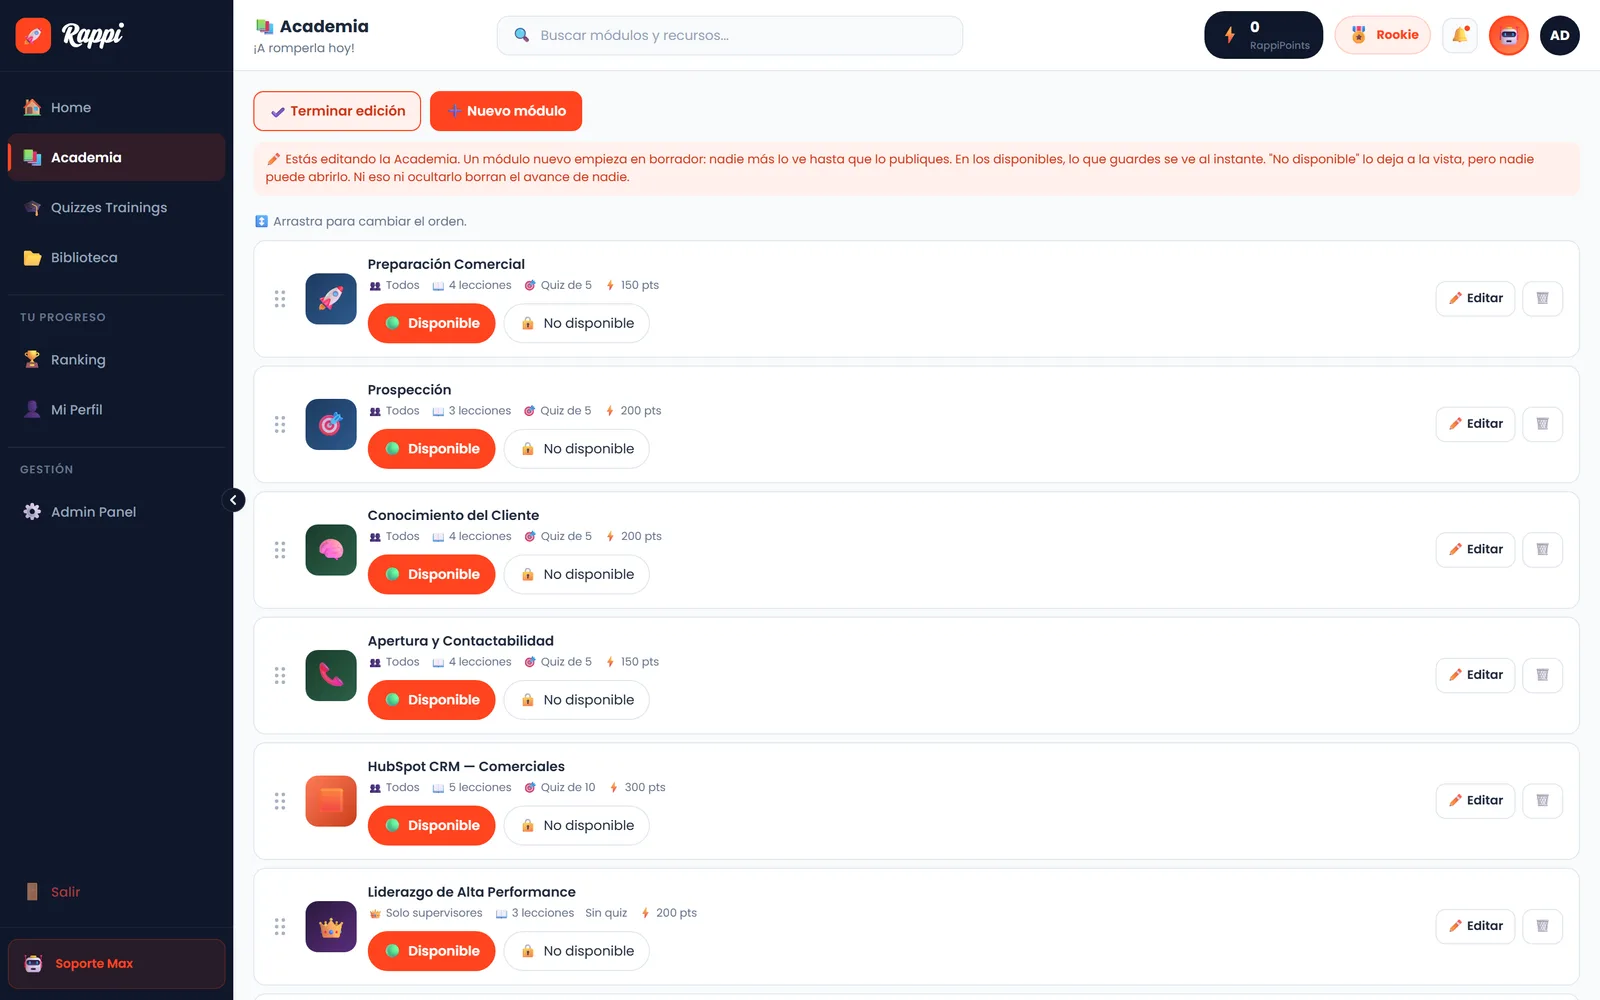 Rappi
Home
Academia
Quizzes Trainings
Biblioteca
TU PROGRESO
Ranking
Mi Perfil
GESTIÓN
Admin Panel
Salir
Soporte Max
Academia
¡A romperla hoy!
Buscar módulos y recursos...
0
RappiPoints
Rookie
AD
Terminar edición
Nuevo módulo
Estás editando la Academia. Un módulo nuevo empieza en borrador: nadie más lo ve hasta que lo publiques. En los disponibles, lo que guardes se ve al instante. "No disponible" lo deja a la vista, pero nadie
puede abrirlo. Ni eso ni ocultarlo borran el avance de nadie.
Arrastra para cambiar el orden.
Preparación Comercial
Todos 4 lecciones Quiz de 5 150 pts
Disponible No disponible
Editar
Prospección
Todos 3 lecciones Quiz de 5 200 pts
Disponible No disponible
Editar
Conocimiento del Cliente
Todos 4 lecciones Quiz de 5 200 pts
Disponible No disponible
Editar
Apertura y Contactabilidad
Todos 4 lecciones Quiz de 5 150 pts
Disponible No disponible
Editar
HubSpot CRM — Comerciales
Todos 5 lecciones Quiz de 10 300 pts
Disponible No disponible
Editar
Liderazgo de Alta Performance
Solo supervisores 3 lecciones Sin quiz 200 pts
Disponible No disponible
Editar